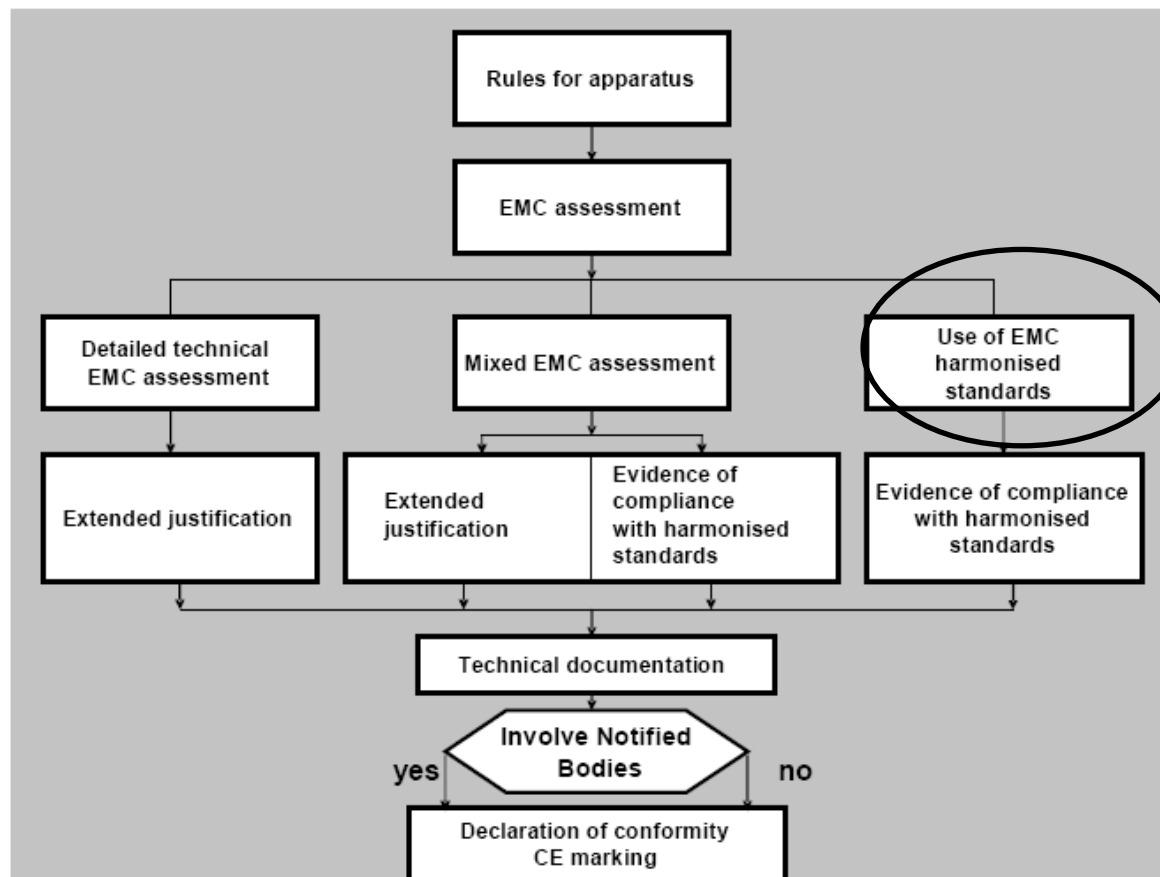 Rules for apparatus
EMC assessment
Detailed technical
EMC assessment
Mixed EMC assessment
Use of EMC
harmonised
standards
Extended justification
Extended
justification
Evidence of
compliance
with harmonised
standards
Evidence of compliance
with harmonised
standards
Technical documentation
Involve Notified
Bodies
yes
no
Declaration of conformity
CE marking